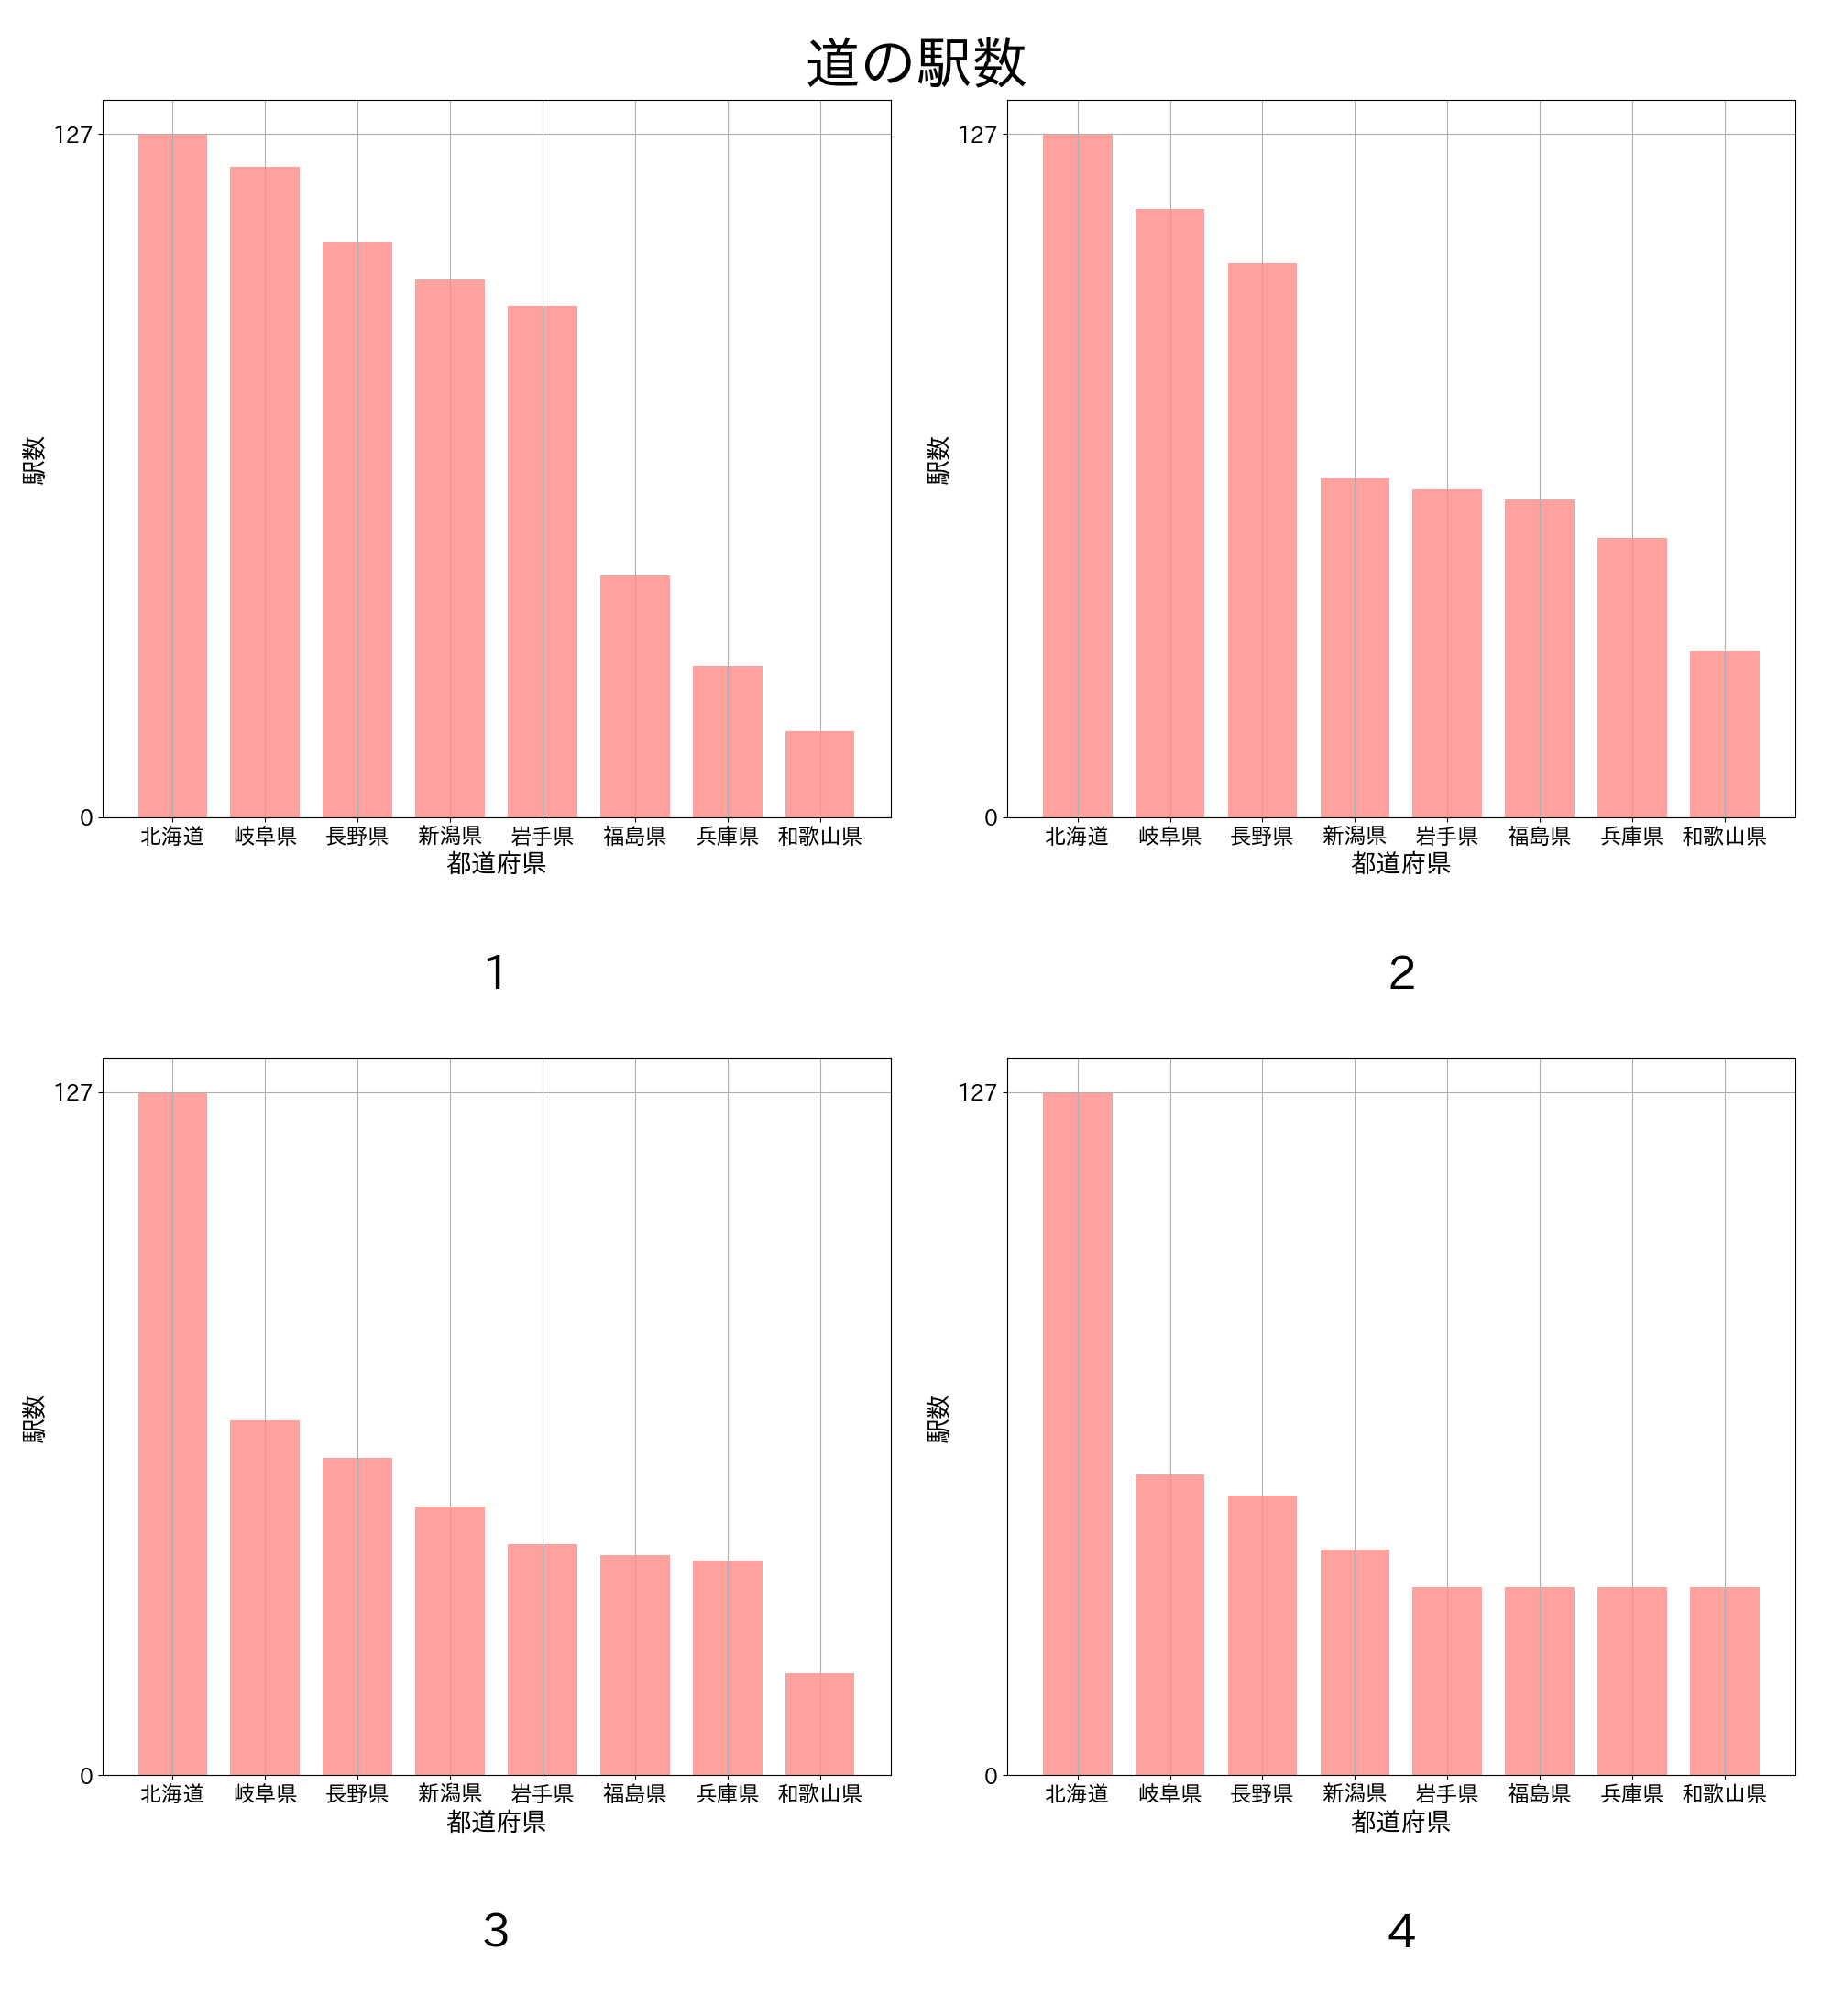 道の駅数
127
0
駅数
北海道 岐阜県 長野県 新潟県 岩手県 福島県 兵庫県 和歌山県
都道府県
1
127
0
駅数
北海道 岐阜県 長野県 新潟県 岩手県 福島県 兵庫県 和歌山県
都道府県
2
127
0
駅数
北海道 岐阜県 長野県 新潟県 岩手県 福島県 兵庫県 和歌山県
都道府県
3
127
0
駅数
北海道 岐阜県 長野県 新潟県 岩手県 福島県 兵庫県 和歌山県
都道府県
4